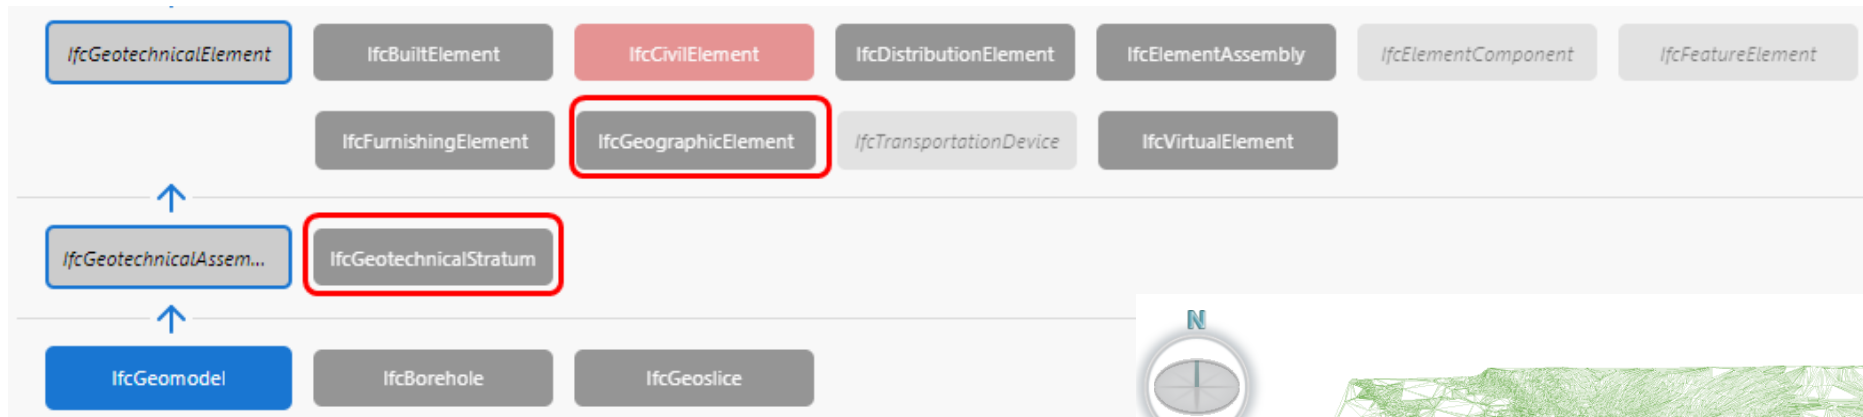 IfcGeotechnicalElement IfcBuiltElement IfcCivilElement IfcDistributionElement IfcElementAssembly IfcElementComponent IfcFeatureElement
IfcFurnishingElement IfcGeographicElement IfcTransportationDevice IfcVirtualElement
IfcGeotechnicalAssem... IfcGeotechnicalStratum
N
IfcGeomodel IfcBorehole IfcGeoslice